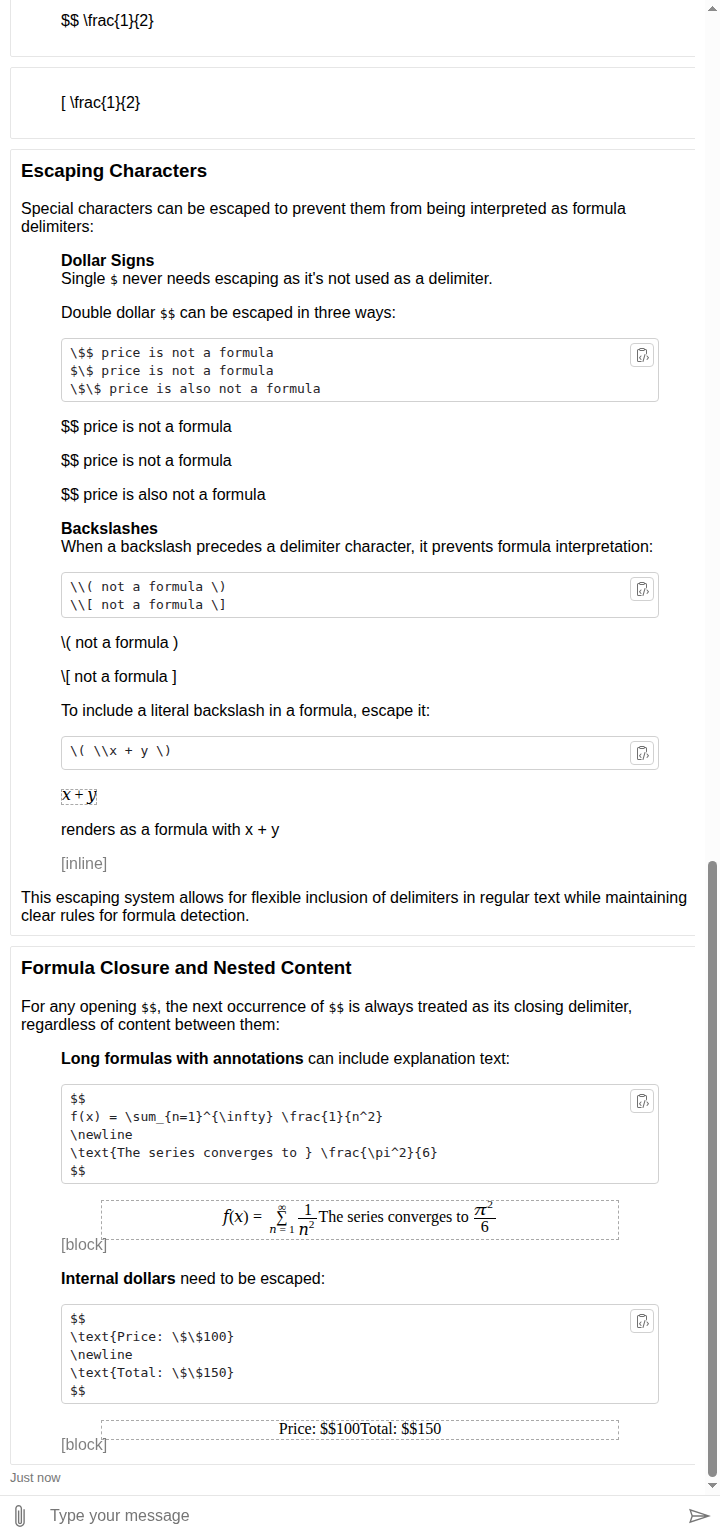 $$ \frac{1}{2}
[ \frac{1}{2}
Escaping Characters
Special characters can be escaped to prevent them from being interpreted as formula
delimiters:
Dollar Signs
Single $ never needs escaping as it's not used as a delimiter.
Double dollar $$ can be escaped in three ways:
\$$ price is not a formula
$\$ price is not a formula
\$\$ price is also not a formula
$$ price is not a formula
$$ price is not a formula
$$ price is also not a formula
Backslashes
When a backslash precedes a delimiter character, it prevents formula interpretation:
\\( not a formula \)
\\[ not a formula \]
\( not a formula )
\[ not a formula ]
To include a literal backslash in a formula, escape it:
\( \\x + y \)
x + y
renders as a formula with x + y
[inline]
This escaping system allows for flexible inclusion of delimiters in regular text while maintaining
clear rules for formula detection.
Formula Closure and Nested Content
For any opening $$, the next occurrence of $$ is always treated as its closing delimiter,
regardless of content between them:
Long formulas with annotations can include explanation text:
$$
f(x) = \sum_{n=1}^{\infty} \frac{1}{n^2}
\newline
\text{The series converges to } \frac{\pi^2}{6}
$$
f(x) = ∑ n = 1 ∞ 1/n² The series converges to π²/6
[block]
Internal dollars need to be escaped:
$$
\text{Price: \$\$100}
\newline
\text{Total: \$\$150}
$$
Price: $$100Total: $$150
[block]
Just now
Type your message